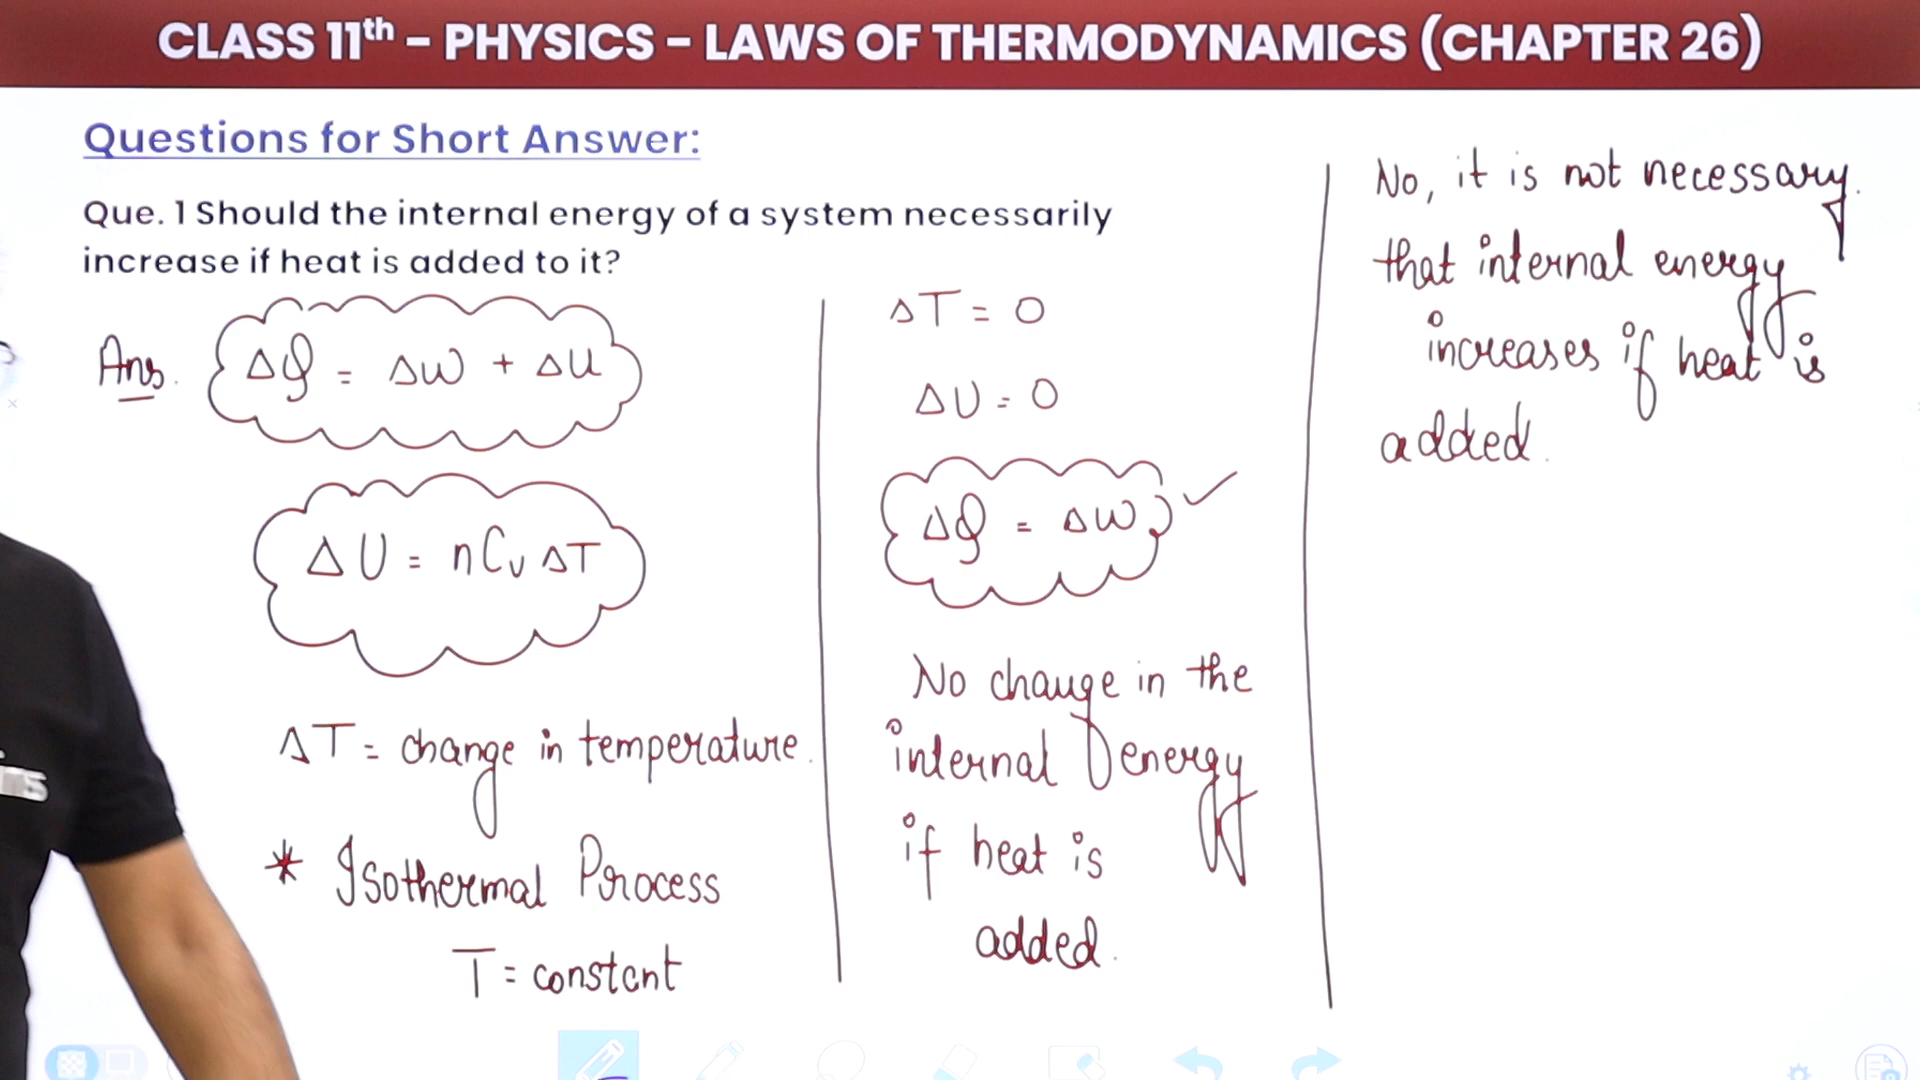 CLASS 11th – PHYSICS – LAWS OF THERMODYNAMICS (CHAPTER 26)
Questions for Short Answer:
Que. 1 Should the internal energy of a system necessarily
increase if heat is added to it?
Ans.
ΔQ = ΔW + ΔU
ΔU = nCv ΔT
ΔT = change in temperature.
* Isothermal Process
T = constant
ΔT = 0
ΔU = 0
ΔQ = ΔW ✓
No change in the
internal energy
if heat is
added.
No, it is not necessary.
that internal energy
increases if heat is
added.